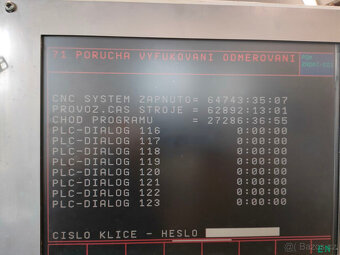 71 PORUCHA VYFUKOVANI ODMEROVANI
CNC SYSTEM ZAPNUTO= 64743:35:07
PROVOZ.CAS STROJE = 62892:13:01
CHOD PROGRAMU = 27286:36:55
PLC-DIALOG 116 0:00:00
PLC-DIALOG 117 0:00:00
PLC-DIALOG 118 0:00:00
PLC-DIALOG 119 0:00:00
PLC-DIALOG 120 0:00:00
PLC-DIALOG 121 0:00:00
PLC-DIALOG 122 0:00:00
PLC-DIALOG 123 0:00:00
CISLO KLICE - HESLO